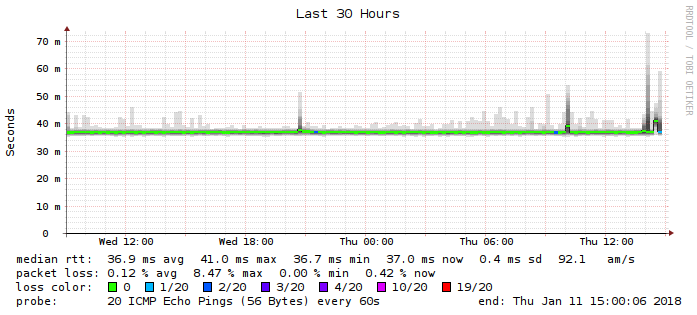 Last 30 Hours
RRDTOOL / TOBI OETIKER
Seconds
70 m
60 m
50 m
40 m
30 m
20 m
10 m
0
Wed 12:00 Wed 18:00 Thu 00:00 Thu 06:00 Thu 12:00
median rtt: 36.9 ms avg 41.0 ms max 36.7 ms min 37.0 ms now 0.4 ms sd 92.1 am/s
packet loss: 0.12 % avg 8.47 % max 0.00 % min 0.42 % now
loss color: 0 1/20 2/20 3/20 4/20 10/20 19/20
probe: 20 ICMP Echo Pings (56 Bytes) every 60s end: Thu Jan 11 15:00:06 2018